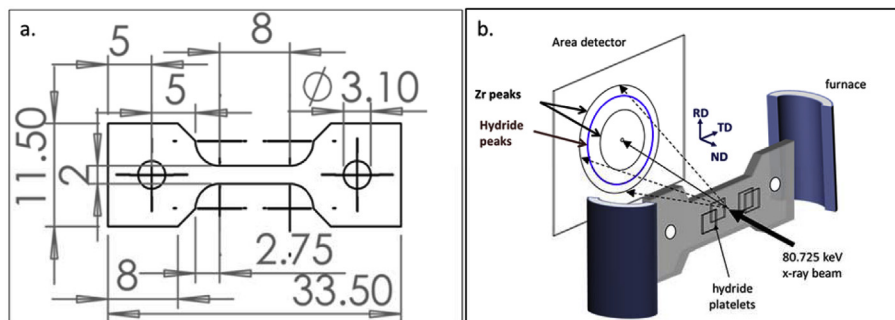 a.
5
8
5
Ø 3.10
11.50
2
2.75
8
33.50
b.
Area detector
furnace
Zr peaks
RD
TD
ND
Hydride
peaks
80.725 keV
x-ray beam
hydride
platelets